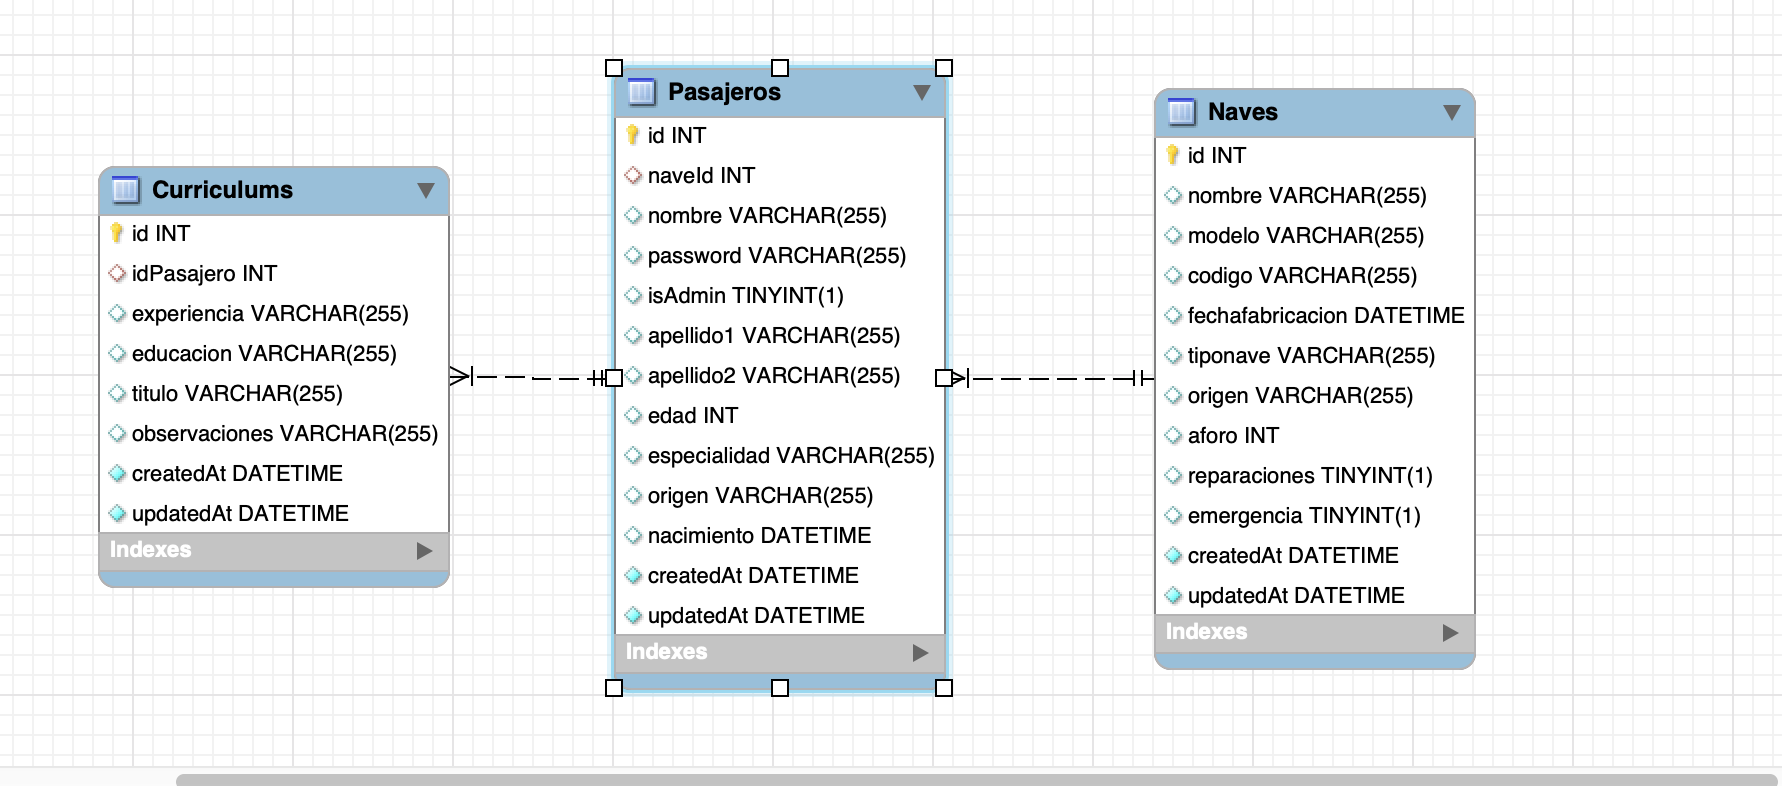 Curriculums
id INT
idPasajero INT
experiencia VARCHAR(255)
educacion VARCHAR(255)
titulo VARCHAR(255)
observaciones VARCHAR(255)
createdAt DATETIME
updatedAt DATETIME
Indexes
Pasajeros
id INT
naveId INT
nombre VARCHAR(255)
password VARCHAR(255)
isAdmin TINYINT(1)
apellido1 VARCHAR(255)
apellido2 VARCHAR(255)
edad INT
especialidad VARCHAR(255)
origen VARCHAR(255)
nacimiento DATETIME
createdAt DATETIME
updatedAt DATETIME
Indexes
Naves
id INT
nombre VARCHAR(255)
modelo VARCHAR(255)
codigo VARCHAR(255)
fechafabricacion DATETIME
tiponave VARCHAR(255)
origen VARCHAR(255)
aforo INT
reparaciones TINYINT(1)
emergencia TINYINT(1)
createdAt DATETIME
updatedAt DATETIME
Indexes